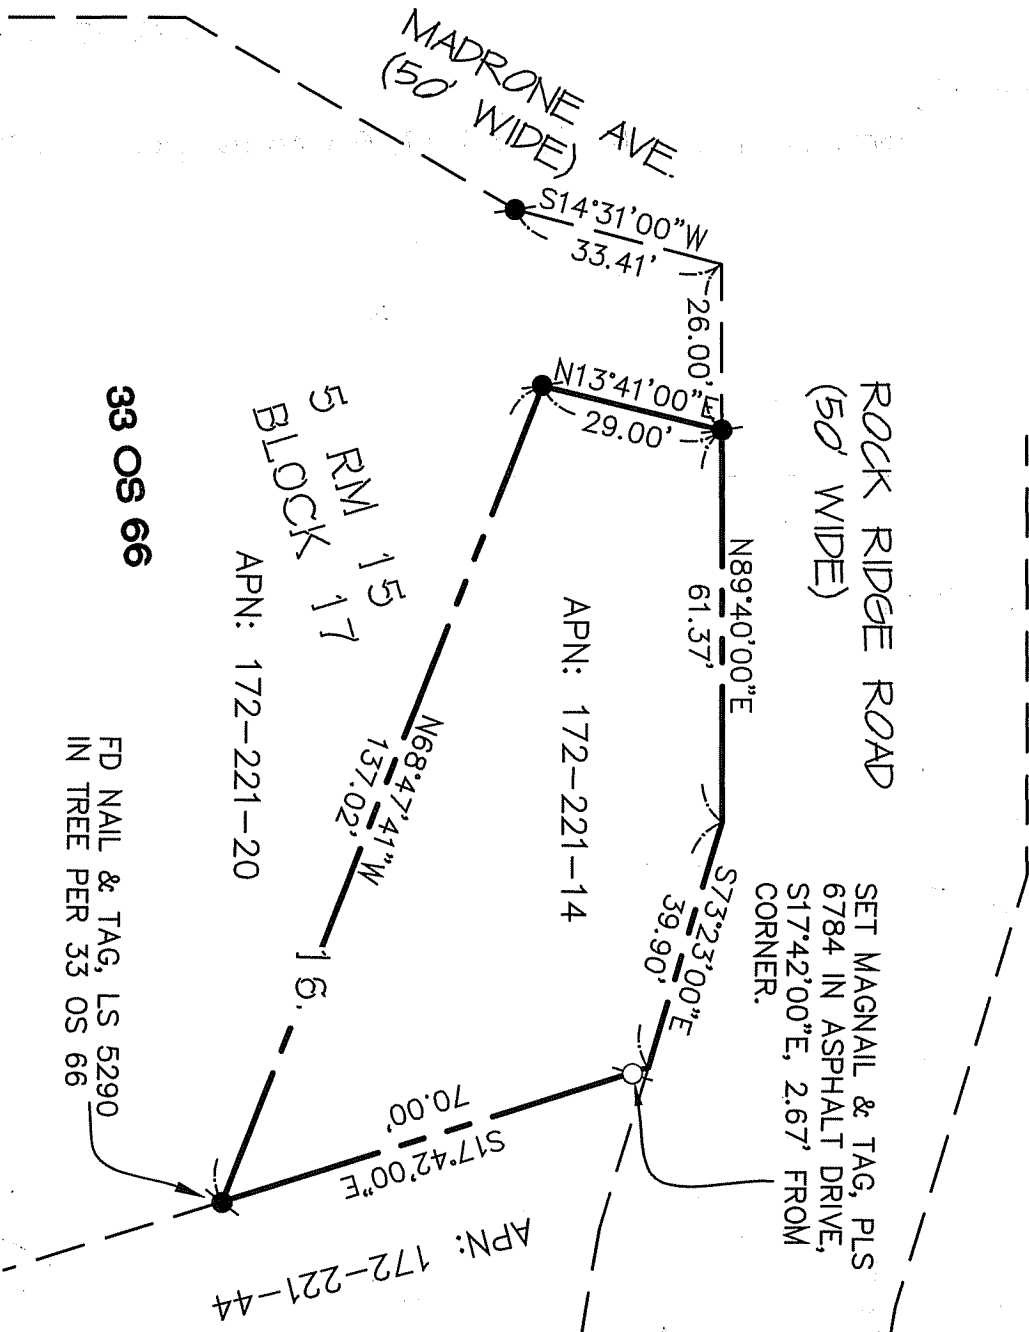 MADRONE AVE.
(50' WIDE)
S14°31'00"W
33.41'
26.00'
N13°41'00"E
29.00'
ROCK RIDGE ROAD
(50' WIDE)
N89°40'00"E
61.37'
S73°23'00"E
39.90'
SET MAGNAIL & TAG, PLS
6784 IN ASPHALT DRIVE,
S17°42'00"E, 2.67' FROM
CORNER.
APN: 172-221-14
N68°47'41"W
137.02'
16.
5 RM 15
BLOCK 17
APN: 172-221-20
33 OS 66
70.00'
S17°42'00"E
APN: 172-221-44
FD NAIL & TAG, LS 5290
IN TREE PER 33 OS 66